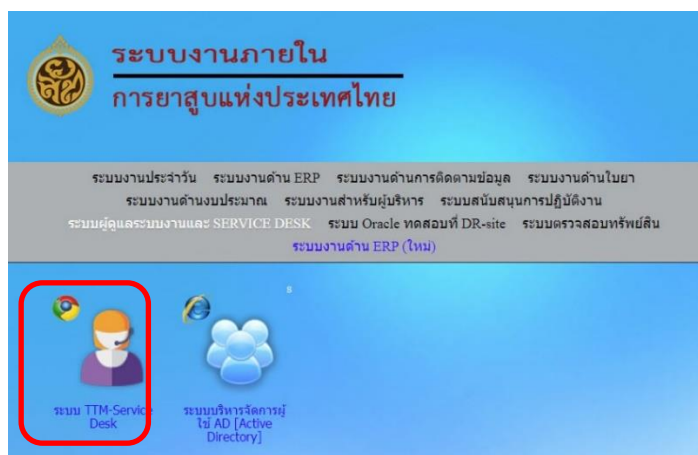 ระบบงานภายใน
การยาสูบแห่งประเทศไทย
ระบบงานประจำวัน ระบบงานด้าน ERP ระบบงานด้านการติดตามข้อมูล ระบบงานด้านใบยา
ระบบงานด้านงบประมาณ ระบบงานสำหรับผู้บริหาร ระบบสนับสนุนการปฏิบัติงาน
ระบบผู้ดูแลระบบงานและ SERVICE DESK ระบบ Oracle ทดสอบที่ DR-site ระบบตรวจสอบทรัพย์สิน
ระบบงานด้าน ERP (ใหม่)
s
ระบบ TTM-Service
Desk
ระบบบริหารจัดการผู้
ใช้ AD [Active
Directory]